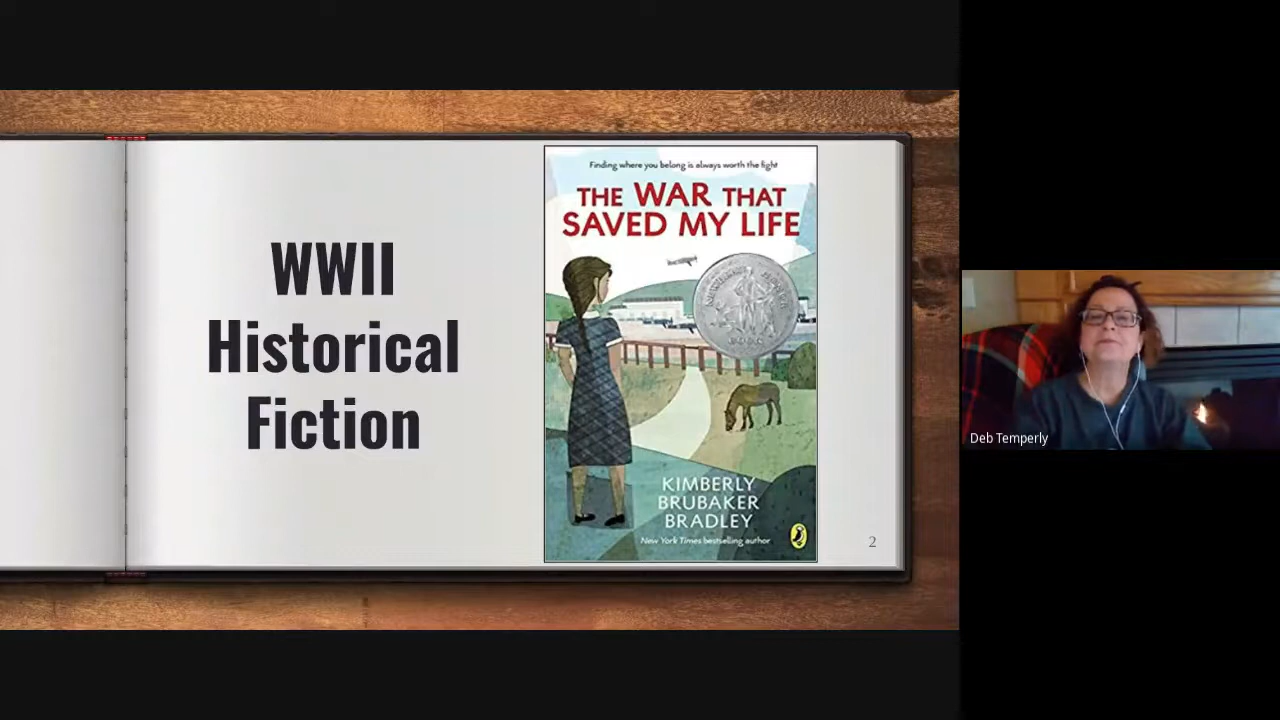 WWII
Historical
Fiction
Finding where you belong is always worth the fight
THE WAR THAT
SAVED MY LIFE
KIMBERLY
BRUBAKER
BRADLEY
New York Times bestselling author
2
Deb Temperly